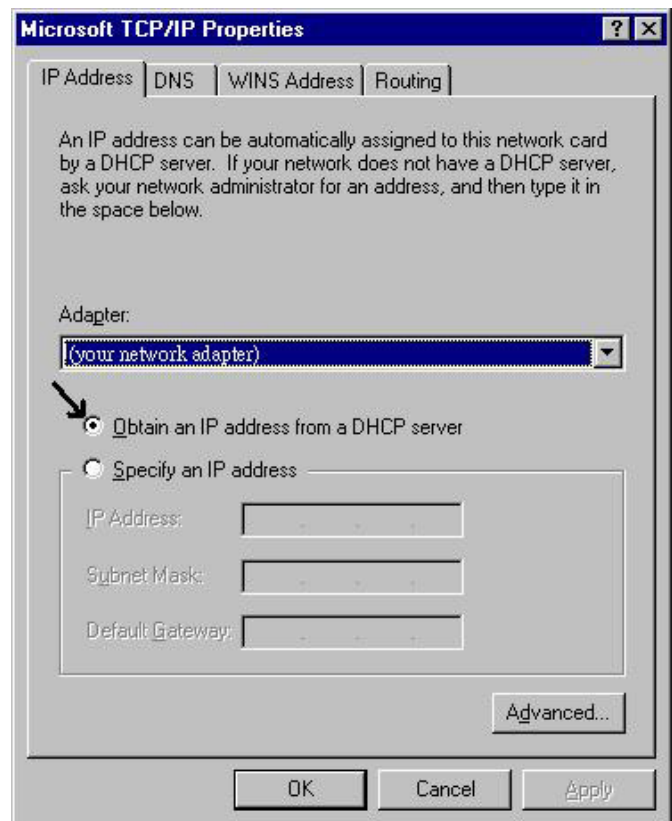 Microsoft TCP/IP Properties
IP Address DNS WINS Address Routing
An IP address can be automatically assigned to this network card
by a DHCP server. If your network does not have a DHCP server,
ask your network administrator for an address, and then type it in
the space below.
Adapter:
(your network adapter)
Obtain an IP address from a DHCP server
Specify an IP address
IP Address:
Subnet Mask:
Default Gateway:
Advanced...
OK Cancel Apply